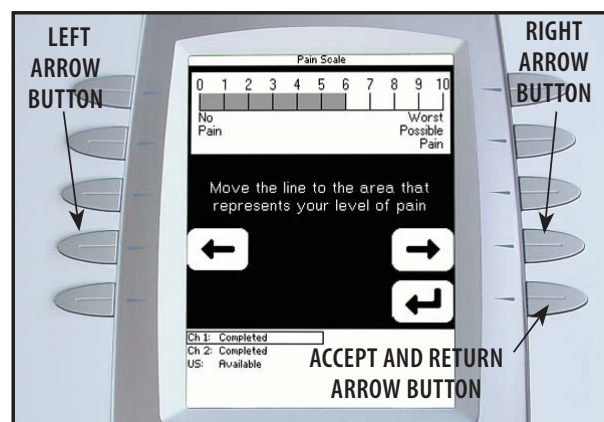 LEFT
ARROW
BUTTON
RIGHT
ARROW
BUTTON
Pain Scale
0 1 2 3 4 5 6 7 8 9 10
No
Pain
Worst
Possible
Pain
Move the line to the area that
represents your level of pain
Ch 1: Completed
Ch 2: Completed
US: Available
ACCEPT AND RETURN
ARROW BUTTON